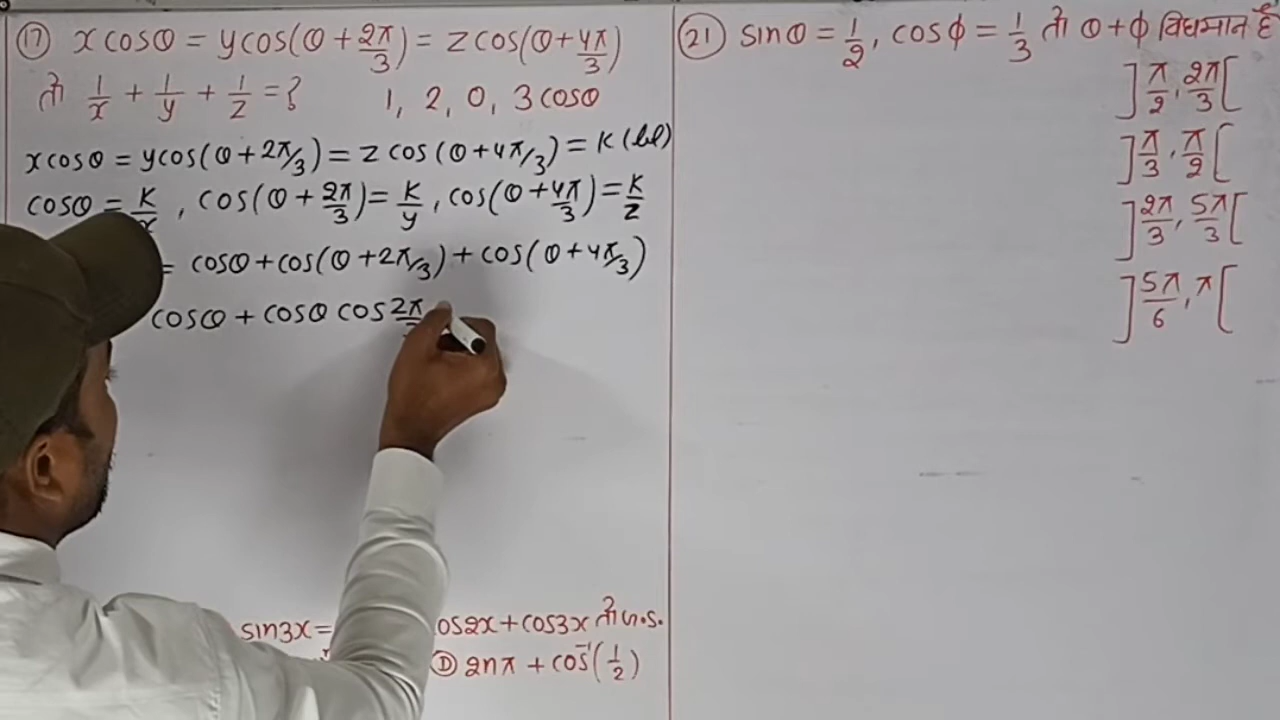 17 x cosθ = y cos(θ + 2π/3) = z cos(θ + 4π/3)
तो 1/x + 1/y + 1/z = ? 1, 2, 0, 3 cosθ
x cosθ = y cos(θ + 2π/3) = z cos(θ + 4π/3) = K
cosθ = K/x, cos(θ + 2π/3) = K/y, cos(θ + 4π/3) = K/z
= cosθ + cos(θ + 2π/3) + cos(θ + 4π/3)
cosθ + cosθ cos 2π
sin3x = os2x + cos3x तो
D 2nπ + cos⁻¹(1/2)
21 sinθ = 1/2, cosϕ = 1/3 तो θ + ϕ विद्यमान है
]π/2, 2π/3[
]π/3, π/2[
]2π/3, 5π/3[
]5π/6, π[